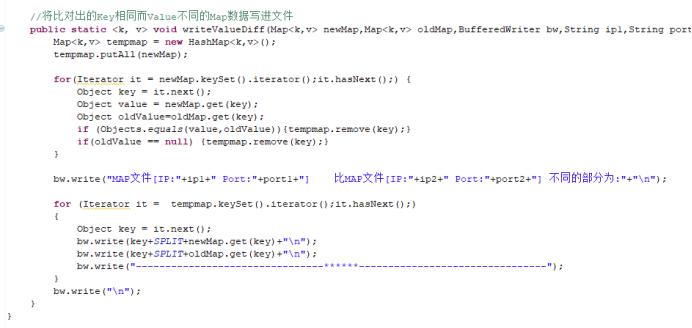 //将比对出的Key相同而Value不同的Map数据写进文件
public static <k, v> void writeValueDiff(Map<k,v> newMap,Map<k,v> oldMap,BufferedWriter bw,String ip1,String port
Map<k,v> tempmap = new HashMap<k,v>();
tempmap.putAll(newMap);
for(Iterator it = newMap.keySet().iterator();it.hasNext();) {
Object key = it.next();
Object value = newMap.get(key);
Object oldValue=oldMap.get(key);
if (Objects.equals(value,oldValue)){tempmap.remove(key);}
if(oldValue == null) {tempmap.remove(key);}
}
bw.write("MAP文件[IP:"+ip1+" Port:"+port1+"]    比MAP文件[IP:"+ip2+" Port:"+port2+"] 不同的部分为:"+"\n");
for (Iterator it =  tempmap.keySet().iterator();it.hasNext();)
{
Object key = it.next();
bw.write(key+SPLIT+newMap.get(key)+"\n");
bw.write(key+SPLIT+oldMap.get(key)+"\n");
bw.write("--------------------------------******--------------------------------");
}
bw.write("\n");
}
}